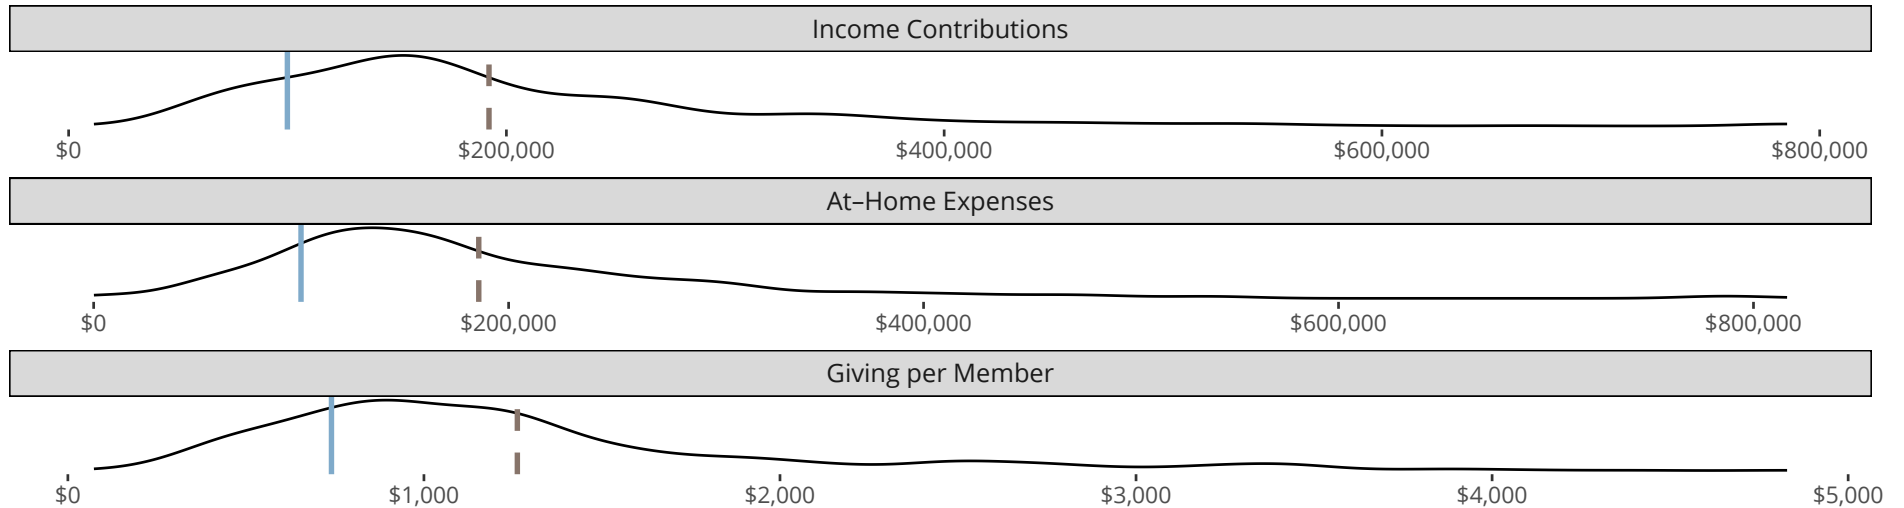 Income Contributions
$0 $200,000 $400,000 $600,000 $800,000
At–Home Expenses
$0 $200,000 $400,000 $600,000 $800,000
Giving per Member
$0 $1,000 $2,000 $3,000 $4,000 $5,000